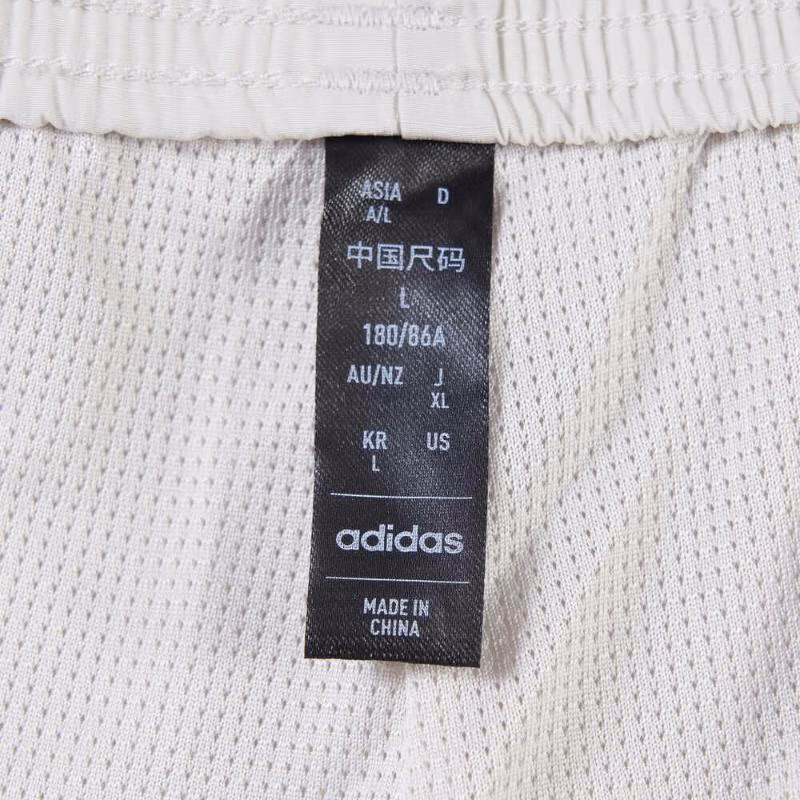 ASIA D
A/L
中国尺码
L
180/86A
AU/NZ J
XL
KR US
L
adidas
MADE IN
CHINA